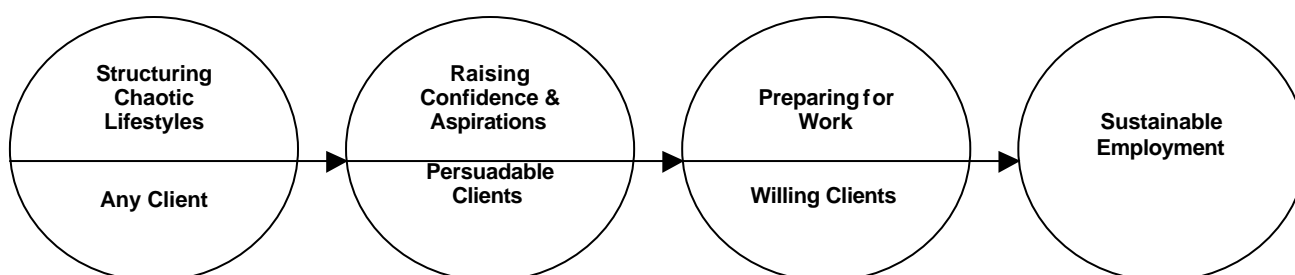 Structuring
Chaotic
Lifestyles
Any Client
Raising
Confidence &
Aspirations
Persuadable
Clients
Preparing for
Work
Willing Clients
Sustainable
Employment